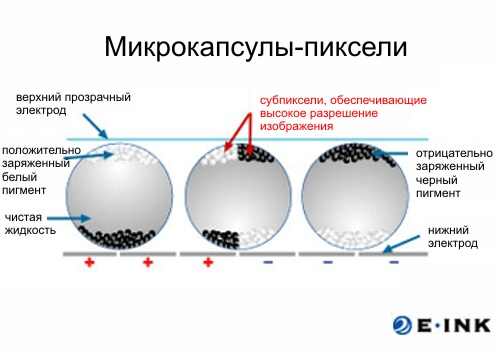 Микрокапсулы-пиксели
верхний прозрачный
электрод
субпиксели, обеспечивающие
высокое разрешение
изображения
положительно
заряженный
белый
пигмент
отрицательно
заряженный
черный
пигмент
чистая
жидкость
нижний
электрод
+ + + – – –
E·INK